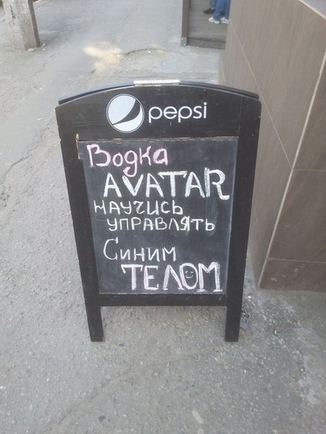 pepsi
Водка
AVATAR
научись
управлять
Синим
ТЕЛОМ